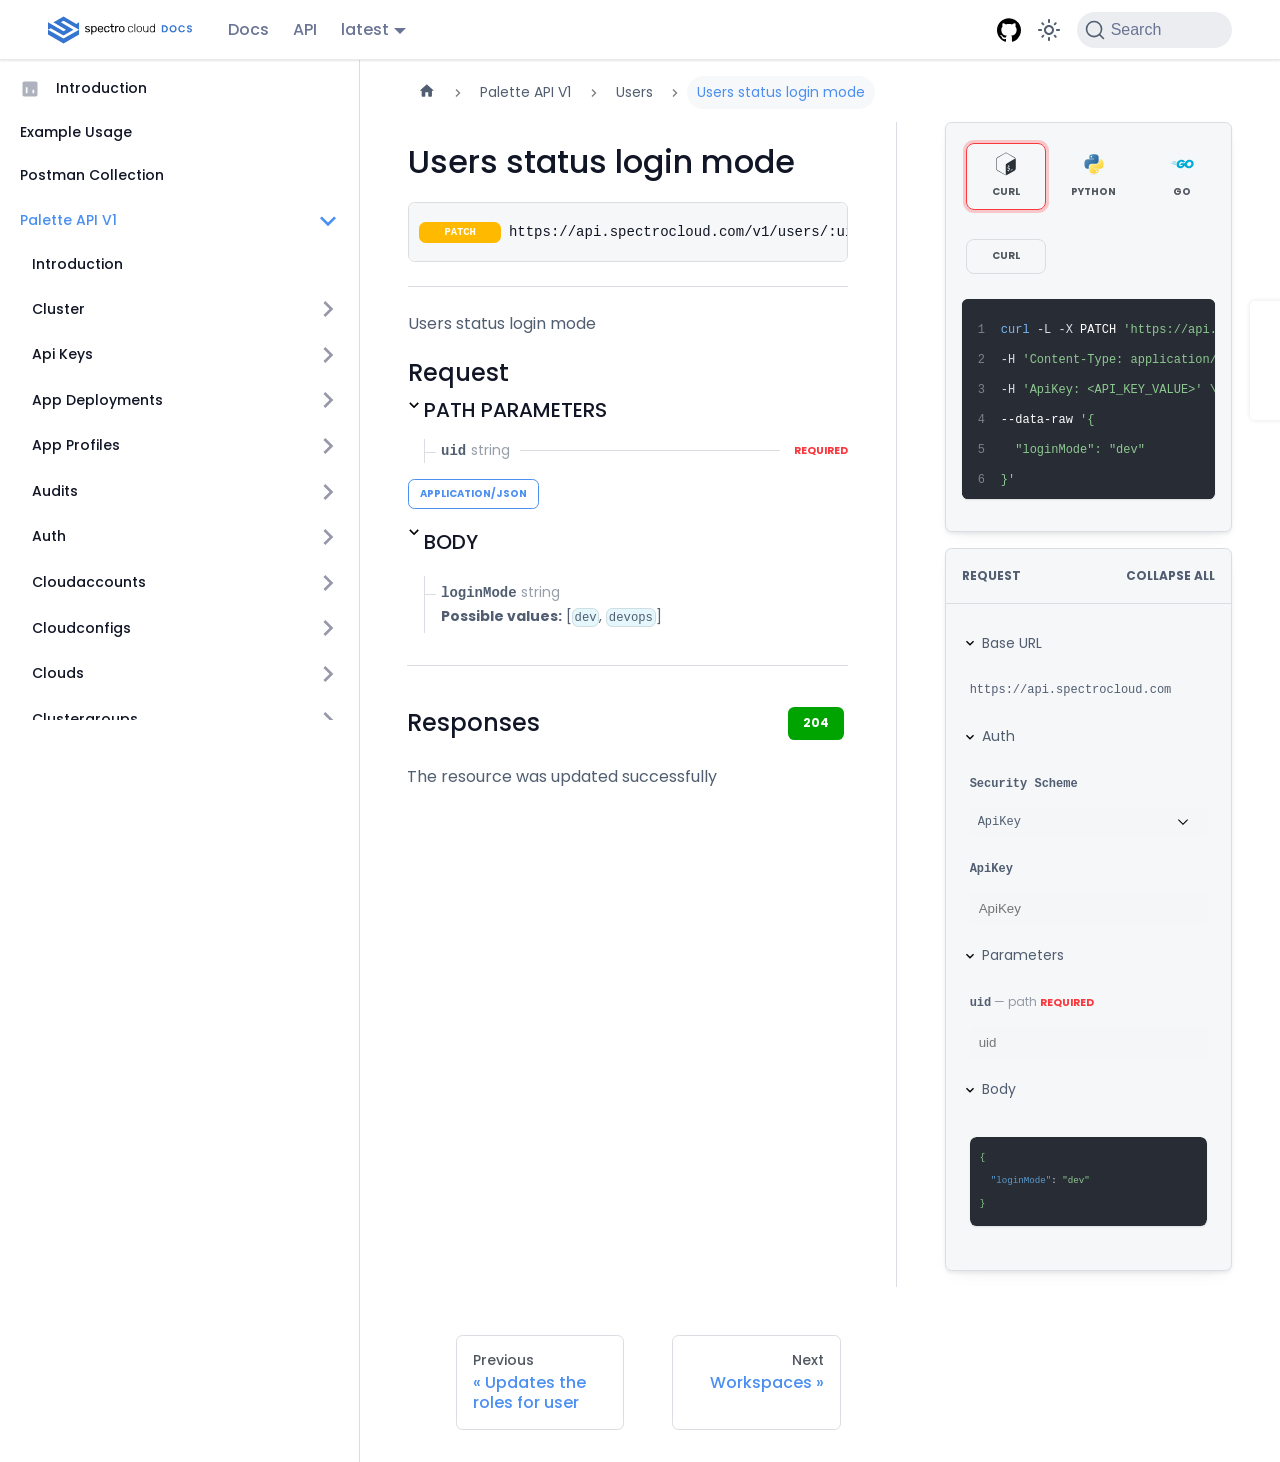 spectro cloud DOCS
Docs
API
latest
Search
Introduction
Example Usage
Postman Collection
Palette API V1
Introduction
Cluster
Api Keys
App Deployments
App Profiles
Audits
Auth
Cloudaccounts
Cloudconfigs
Clouds
Clustergroups
Palette API V1
Users
Users status login mode
Users status login mode
PATCH https://api.spectrocloud.com/v1/users/:ui
Users status login mode
Request
PATH PARAMETERS
uid string REQUIRED
APPLICATION/JSON
BODY
loginMode string
Possible values: [dev, devops]
Responses
204
The resource was updated successfully
CURL
PYTHON
GO
CURL
1 curl -L -X PATCH 'https://api.
2 -H 'Content-Type: application/
3 -H 'ApiKey: <API_KEY_VALUE>' \
4 --data-raw '{
5 "loginMode": "dev"
6 }'
REQUEST
COLLAPSE ALL
Base URL
https://api.spectrocloud.com
Auth
Security Scheme
ApiKey
ApiKey
ApiKey
Parameters
uid — path REQUIRED
uid
Body
{
"loginMode": "dev"
}
Previous
« Updates the
roles for user
Next
Workspaces »